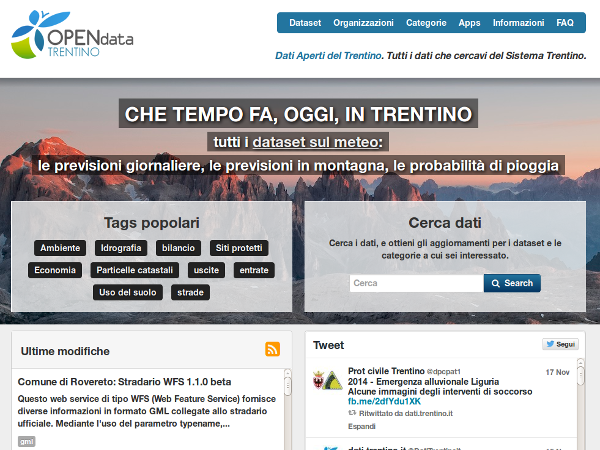 OPENdata
TRENTINO
Dataset Organizzazioni Categorie Apps Informazioni FAQ
Dati Aperti del Trentino. Tutti i dati che cercavi del Sistema Trentino.
CHE TEMPO FA, OGGI, IN TRENTINO
tutti i dataset sul meteo:
le previsioni giornaliere, le previsioni in montagna, le probabilità di pioggia
Tags popolari
Ambiente Idrografia bilancio Siti protetti
Economia Particelle catastali uscite entrate
Uso del suolo strade
Cerca dati
Cerca i dati, e ottieni gli aggiornamenti per i dataset e le
categorie a cui sei interessato.
Cerca Search
Ultime modifiche
Comune di Rovereto: Stradario WFS 1.1.0 beta
Questo web service di tipo WFS (Web Feature Service) fornisce
diverse informazioni in formato GML collegate allo stradario
ufficiale. Mediante l'uso del parametro typename,...
gml
Tweet Segui
Prot civile Trentino @dpcpat1 17 Nov
2014 - Emergenza alluvionale Liguria
Alcune immagini degli interventi di soccorso
fb.me/2dfYdu1XK
Ritwittato da dati.trentino.it
Espandi